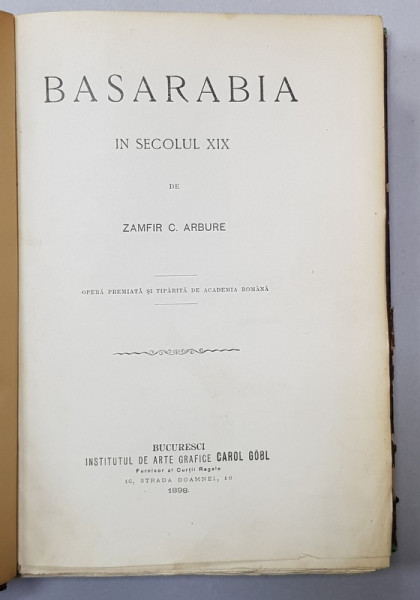 BASARABIA
IN SECOLUL XIX
DE
ZAMFIR C. ARBURE
OPERĂ PREMIATĂ ȘI TIPĂRITĂ DE ACADEMIA ROMÂNĂ
BUCURESCI
INSTITUTUL DE ARTE GRAFICE CAROL GÖBL
Furnisor al Curții Regale
16, STRADA DOAMNEI, 16
1898.